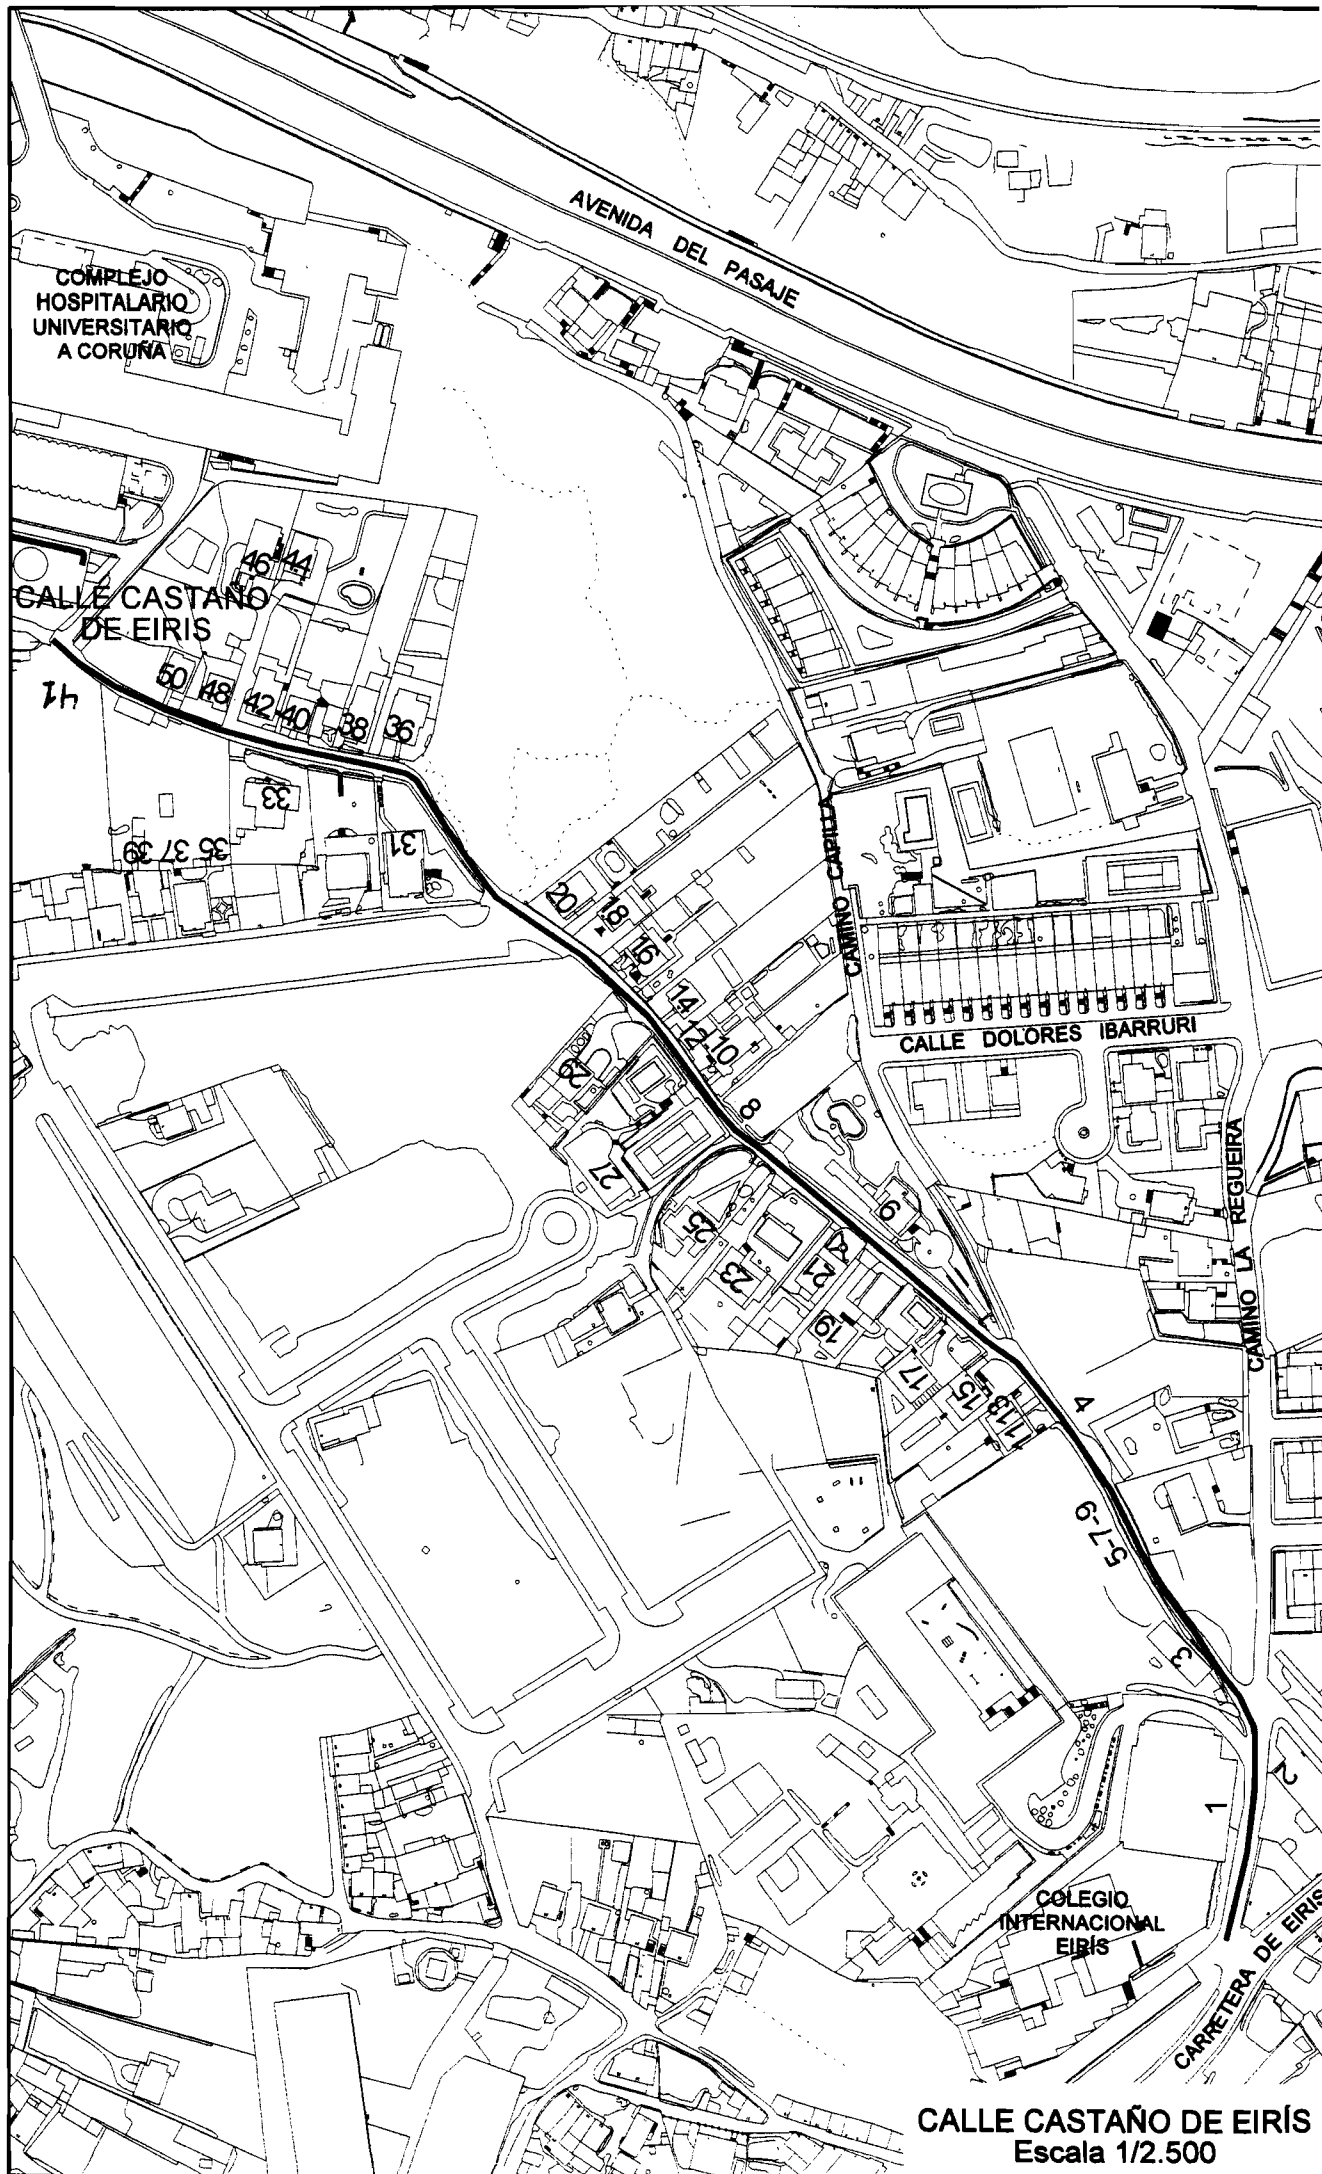 AVENIDA DEL PASAJE
COMPLEJO
HOSPITALARIO
UNIVERSITARIO
A CORUÑA
46
44
CALLE CASTAÑO
DE EIRIS
41
50
48
42-40
38
36
33
39 37 35
31
20
18
16
14
12-10
8
29
27
25
23
21
19
17
15
13
11
6
4
5-7-9
3
2
1
CAMINO CAPILLA
CALLE DOLORES IBARRURI
CAMINO LA REGUEIRA
COLEGIO
INTERNACIONAL
EIRÍS
CARRETERA DE EIRIS
CALLE CASTAÑO DE EIRÍS
Escala 1/2.500